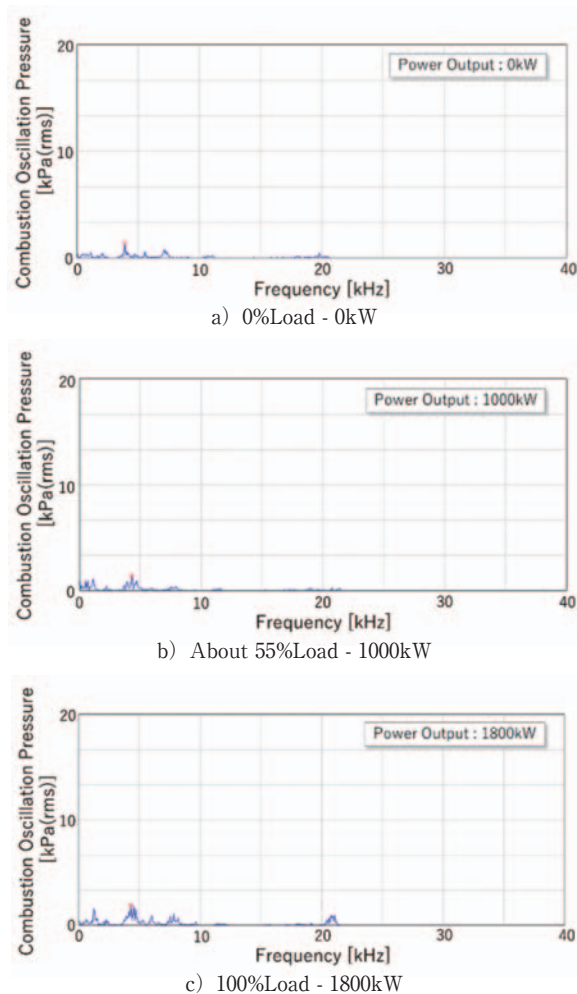 Combustion Oscillation Pressure
[kPa(rms)]
20
10
0
Power Output : 0kW
0
10
20
30
40
Frequency [kHz]
a) 0%Load - 0kW
Combustion Oscillation Pressure
[kPa(rms)]
20
10
0
Power Output : 1000kW
0
10
20
30
40
Frequency [kHz]
b) About 55%Load - 1000kW
Combustion Oscillation Pressure
[kPa(rms)]
20
10
0
Power Output : 1800kW
0
10
20
30
40
Frequency [kHz]
c) 100%Load - 1800kW